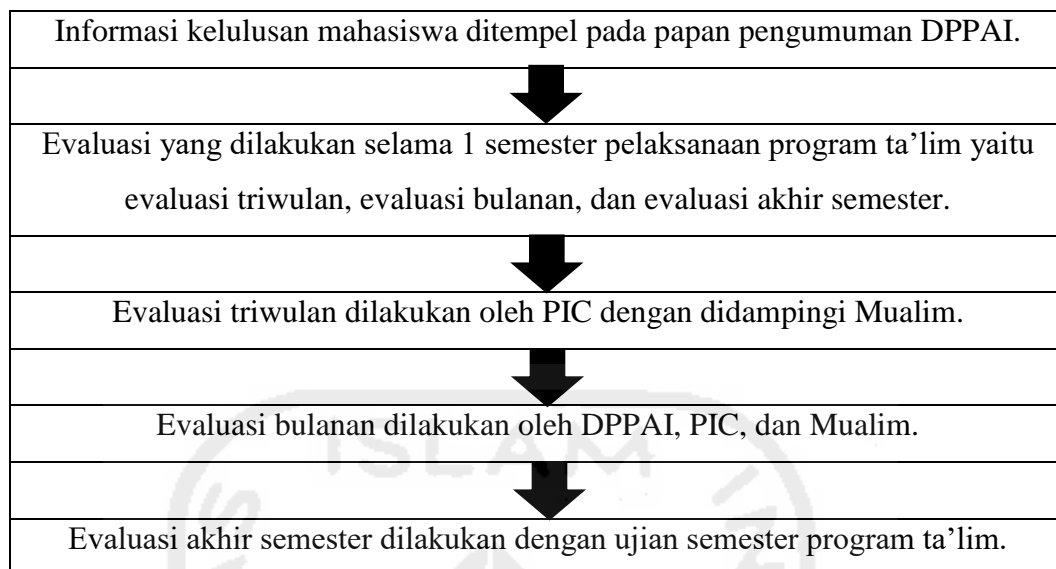 Informasi kelulusan mahasiswa ditempel pada papan pengumuman DPPAI.
Evaluasi yang dilakukan selama 1 semester pelaksanaan program ta’lim yaitu
evaluasi triwulan, evaluasi bulanan, dan evaluasi akhir semester.
Evaluasi triwulan dilakukan oleh PIC dengan didampingi Mualim.
Evaluasi bulanan dilakukan oleh DPPAI, PIC, dan Mualim.
ISLAM
Evaluasi akhir semester dilakukan dengan ujian semester program ta’lim.